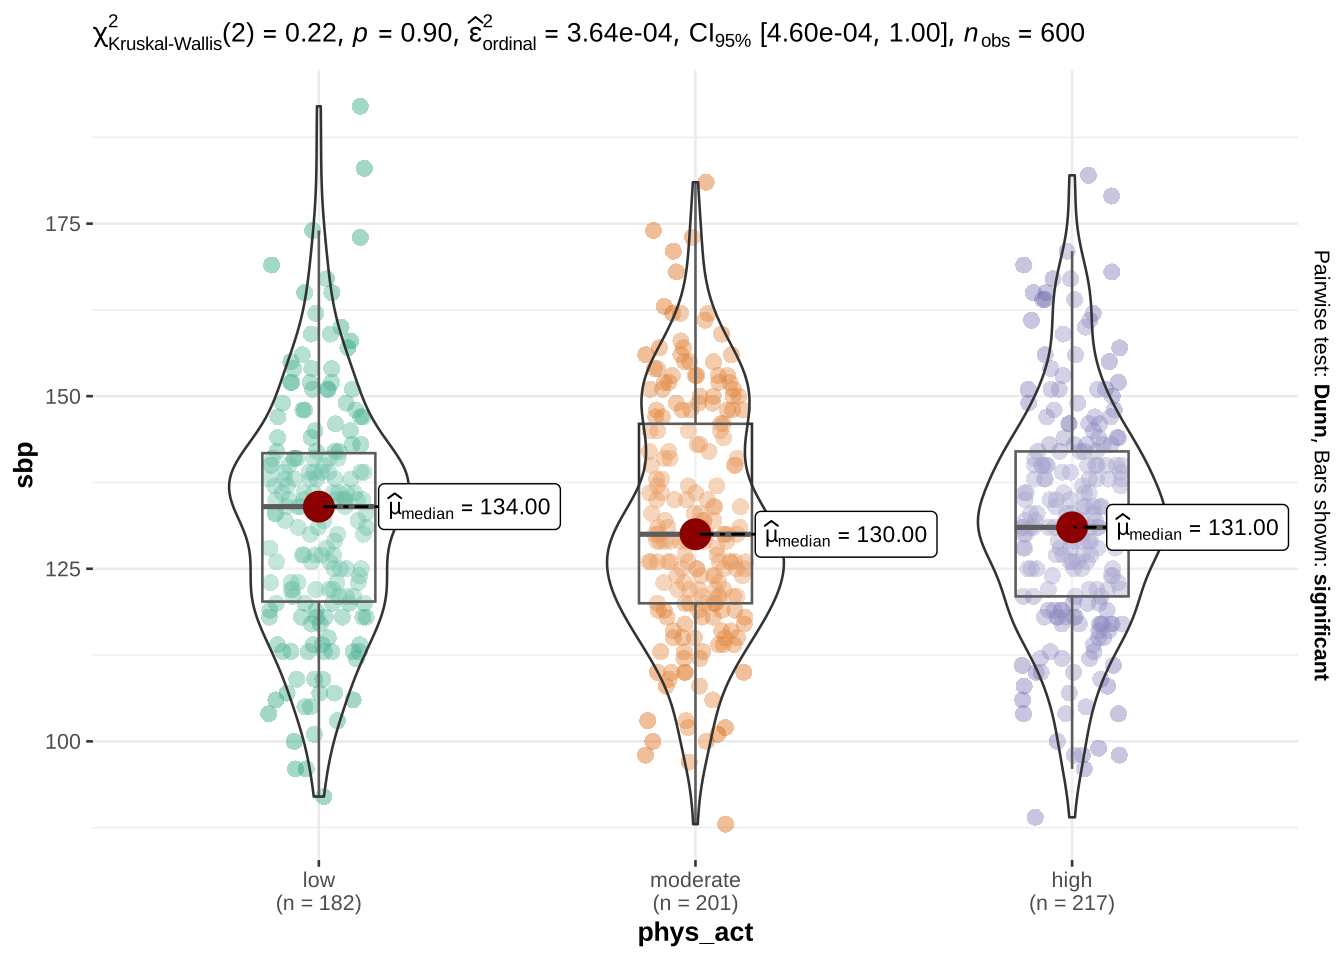 χ²Kruskal-Wallis(2) = 0.22, p = 0.90, ε̂²ordinal = 3.64e-04, CI95% [4.60e-04, 1.00], nobs = 600
175
150
125
100
sbp
μ̂median = 134.00
μ̂median = 130.00
μ̂median = 131.00
low
(n = 182)
moderate
(n = 201)
high
(n = 217)
phys_act
Pairwise test: Dunn, Bars shown: significant